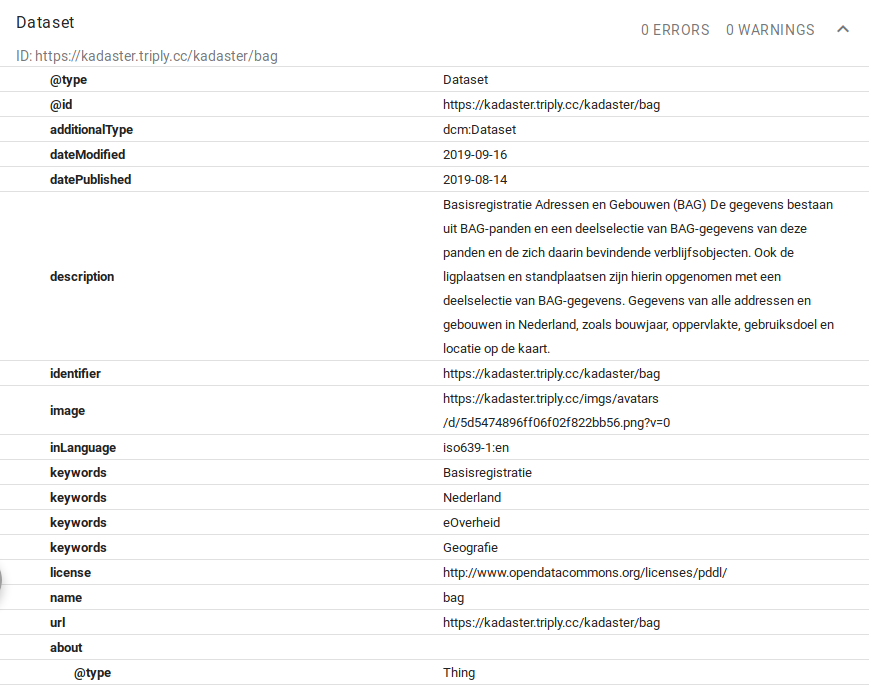 Dataset
0 ERRORS 0 WARNINGS
ID: https://kadaster.triply.cc/kadaster/bag
@type Dataset
@id https://kadaster.triply.cc/kadaster/bag
additionalType dcm:Dataset
dateModified 2019-09-16
datePublished 2019-08-14
description
Basisregistratie Adressen en Gebouwen (BAG) De gegevens bestaan
uit BAG-panden en een deelselectie van BAG-gegevens van deze
panden en de zich daarin bevindende verblijfsobjecten. Ook de
ligplaatsen en standplaatsen zijn hierin opgenomen met een
deelselectie van BAG-gegevens. Gegevens van alle addressen en
gebouwen in Nederland, zoals bouwjaar, oppervlakte, gebruiksdoel en
locatie op de kaart.
identifier https://kadaster.triply.cc/kadaster/bag
image
https://kadaster.triply.cc/imgs/avatars
/d/5d5474896ff06f02f822bb56.png?v=0
inLanguage iso639-1:en
keywords Basisregistratie
keywords Nederland
keywords eOverheid
keywords Geografie
license http://www.opendatacommons.org/licenses/pddl/
name bag
url https://kadaster.triply.cc/kadaster/bag
about
@type Thing